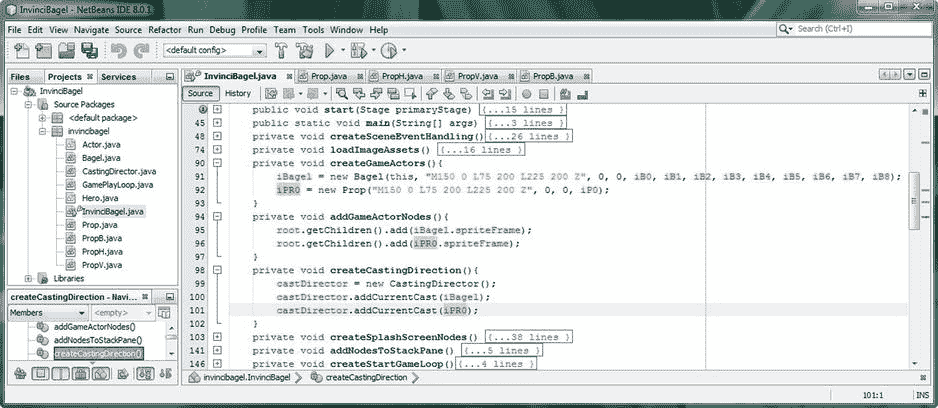 InvinciBagel - NetBeans IDE 8.0.1
File Edit View Navigate Source Refactor Run Debug Profile Team Tools Window Help
Search (Ctrl+I)
<default config>
Files Projects Services
InvinciBagel.java Prop.java PropH.java PropV.java PropB.java
Source History
InvinciBagel
Source Packages
<default package>
invincibagel
Actor.java
Bagel.java
CastingDirector.java
GamePlayLoop.java
Hero.java
InvinciBagel.java
Prop.java
PropB.java
PropH.java
PropV.java
Libraries
createCastingDirection - Navi...
Members <empty>
addGameActorNodes()
addNodesToStackPane()
createCastingDirection()
public void start(Stage primaryStage) {...15 lines }
45 public static void main(String[] args) {...3 lines }
48 private void createSceneEventHandling() {...26 lines }
74 private void loadImageAssets() {...16 lines }
90 private void createGameActors(){
91 iBagel = new Bagel(this, "M150 0 L75 200 L225 200 Z", 0, 0, iB0, iB1, iB2, iB3, iB4, iB5, iB6, iB7, iB8);
92 iPR0 = new Prop("M150 0 L75 200 L225 200 Z", 0, 0, iP0);
93 }
94 private void addGameActorNodes(){
95 root.getChildren().add(iBagel.spriteFrame);
96 root.getChildren().add(iPR0.spriteFrame);
97 }
98 private void createCastingDirection(){
99 castDirector = new CastingDirector();
100 castDirector.addCurrentCast(iBagel);
101 castDirector.addCurrentCast(iPR0);
102 }
103 private void createSplashScreenNodes() {...38 lines }
141 private void addNodesToStackPane() {...5 lines }
146 private void createStartGameLoop() {...4 lines }
invincibagel.InvinciBagel createCastingDirection
101:1 INS